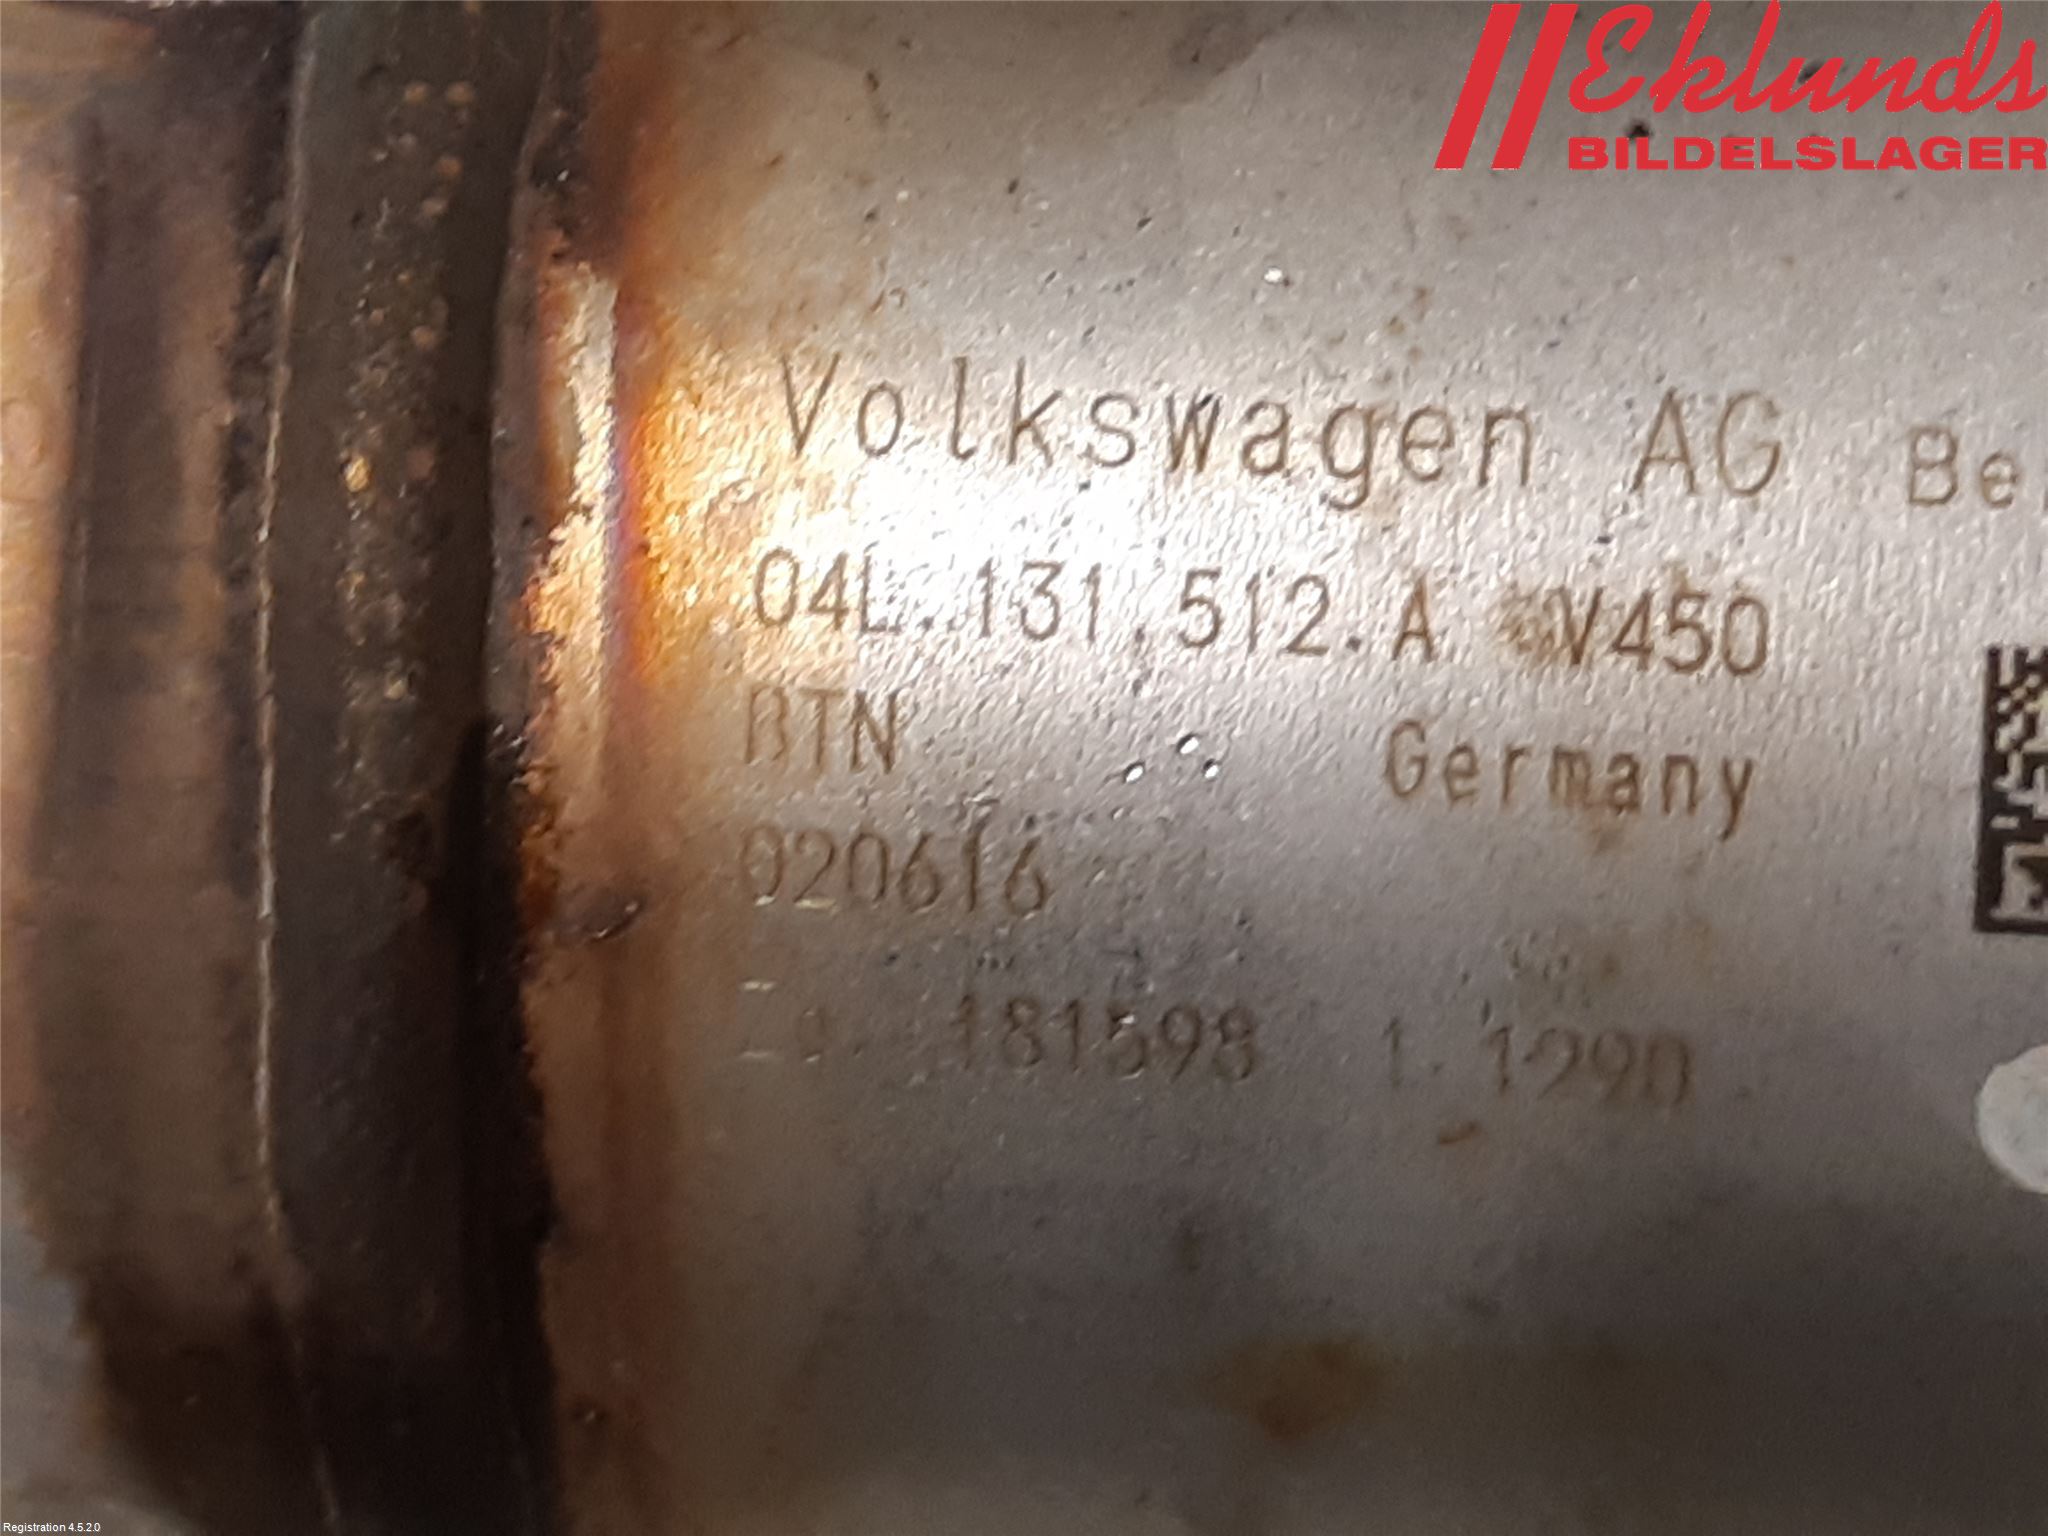 Eklunds
BILDELSLAGER
Volkswagen AG Be
04L.131.512.A V450
BTN Germany
020616
181598 1.1290
Registration 4.5.2.0